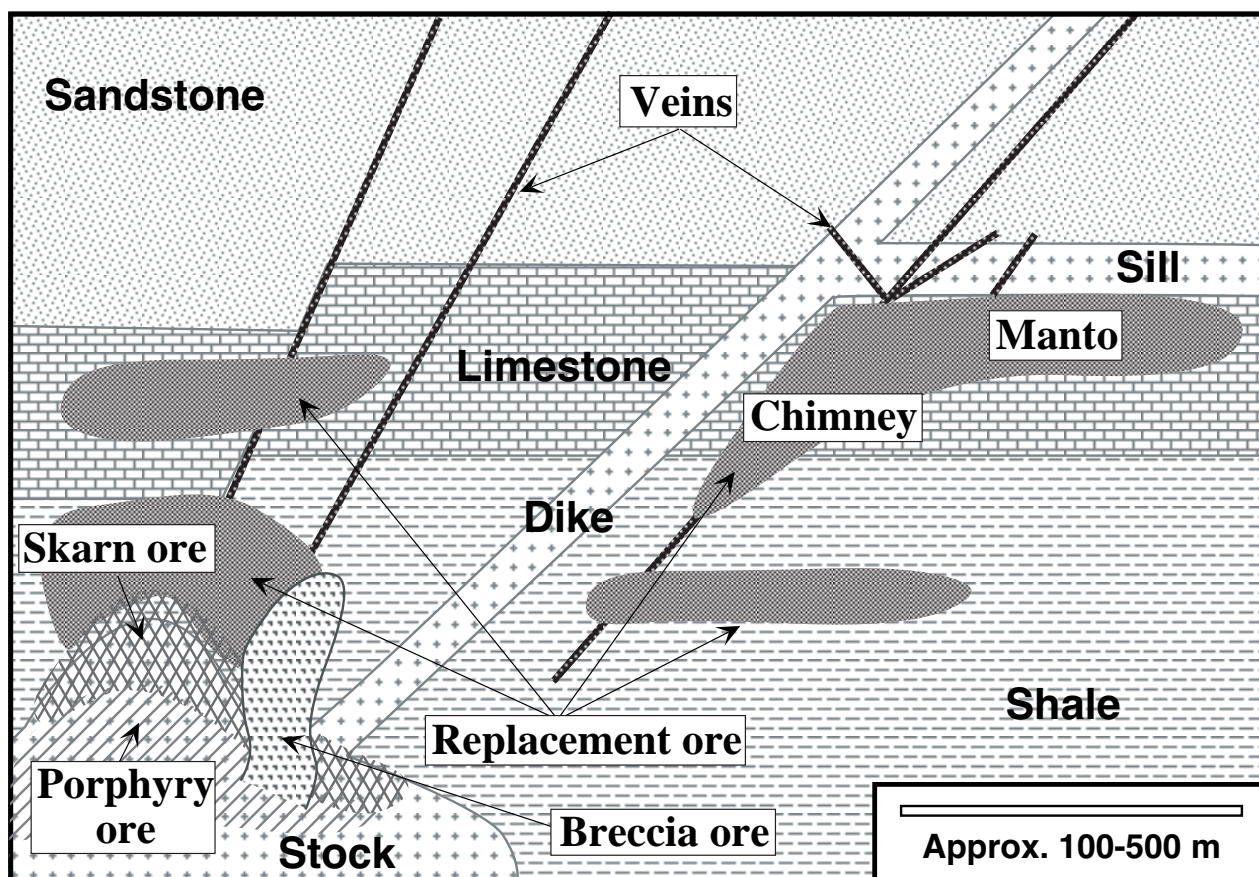 Sandstone
Veins
Sill
Manto
Limestone
Chimney
Dike
Skarn ore
Shale
Replacement ore
Porphyry
ore
Breccia ore
Stock
Approx. 100-500 m